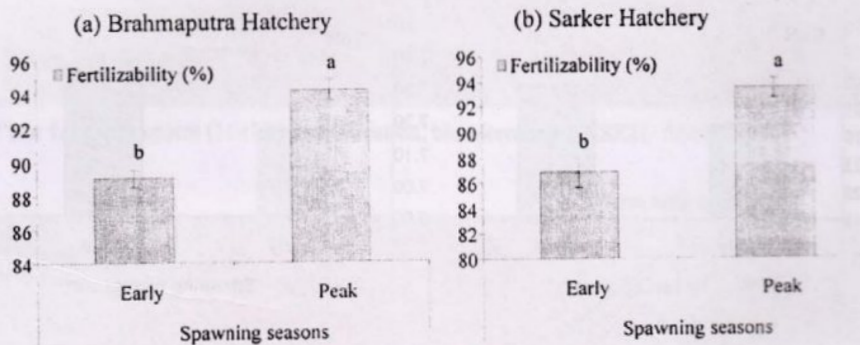 (a) Brahmaputra Hatchery
96
94
92
90
88
86
84
Fertilizability (%)
b
a
Early
Peak
Spawning seasons
(b) Sarker Hatchery
96
94
92
90
88
86
84
82
80
Fertilizability (%)
b
a
Early
Peak
Spawning seasons